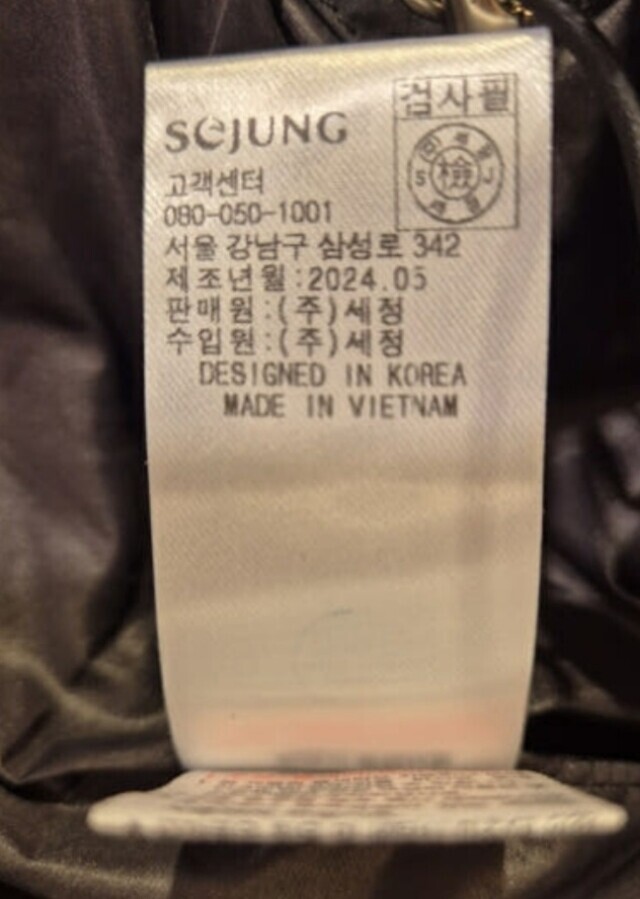 SEJUNG
검사필
檢
고객센터
080-050-1001
서울 강남구 삼성로 342
제조년월:2024.05
판매원:(주)세정
수입원:(주)세정
DESIGNED IN KOREA
MADE IN VIETNAM